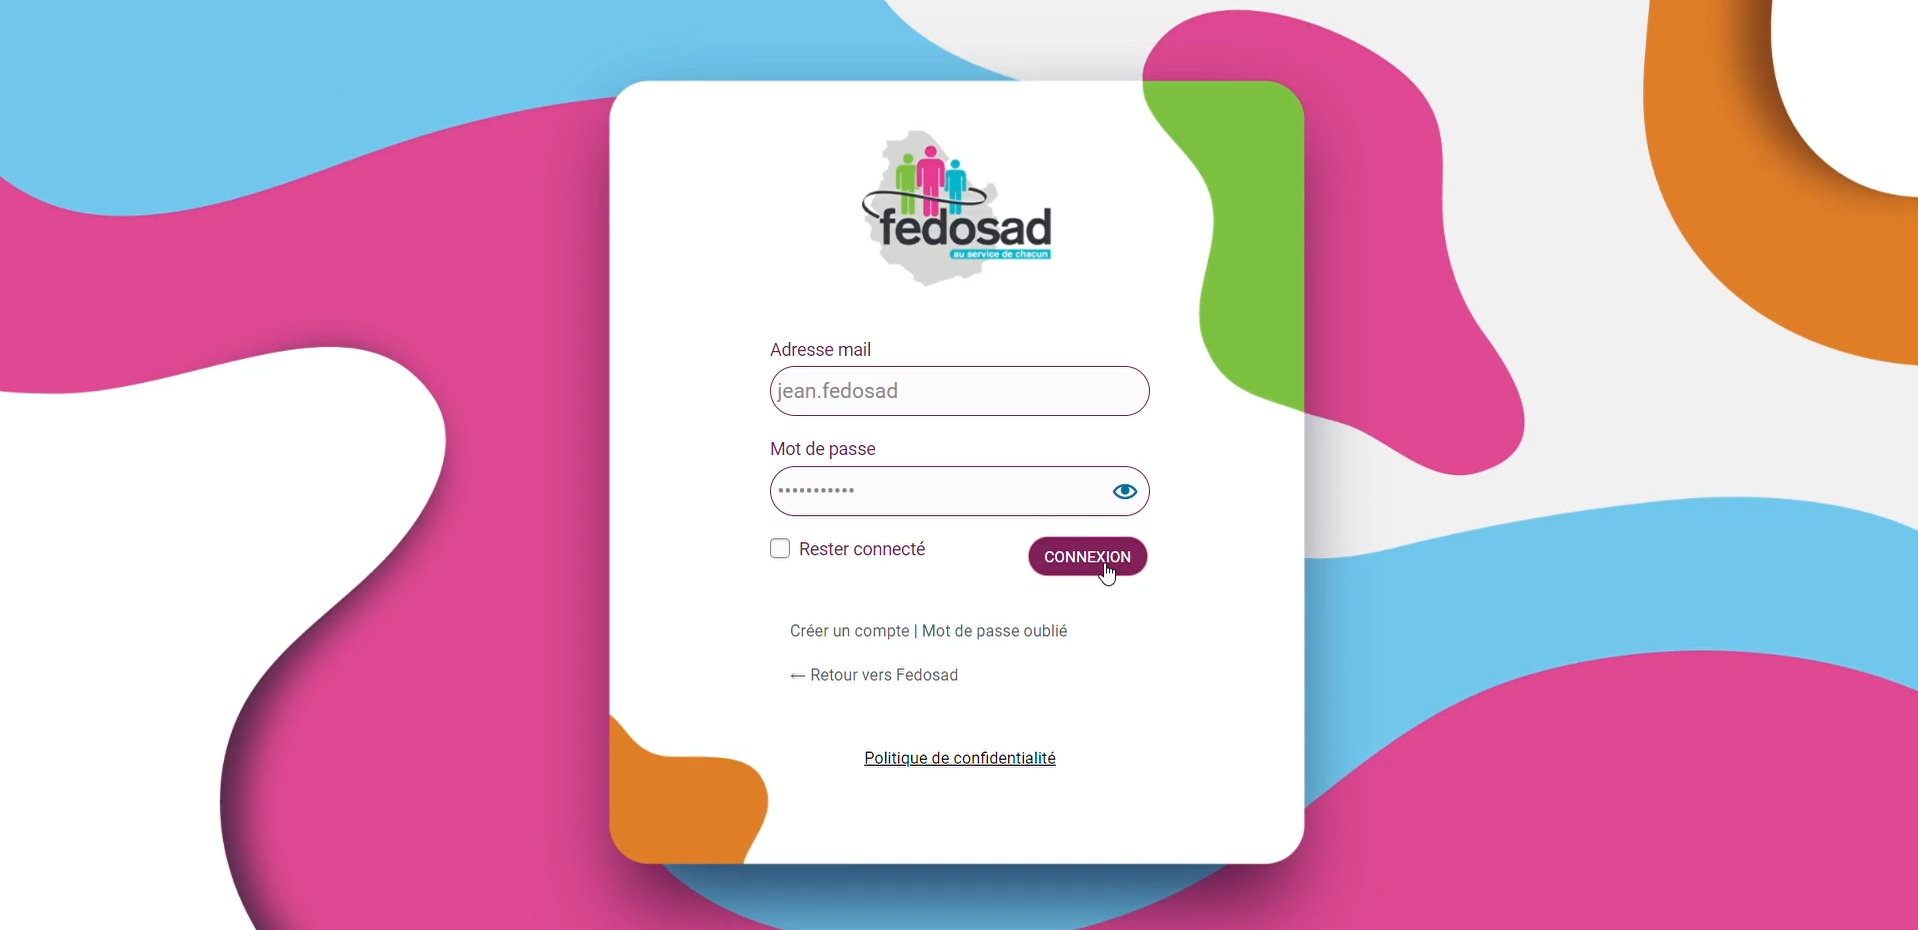 fedosad
au service de chacun
Adresse mail
jean.fedosad
Mot de passe
•••••••••••
Rester connecté
CONNEXION
Créer un compte | Mot de passe oublié
← Retour vers Fedosad
Politique de confidentialité